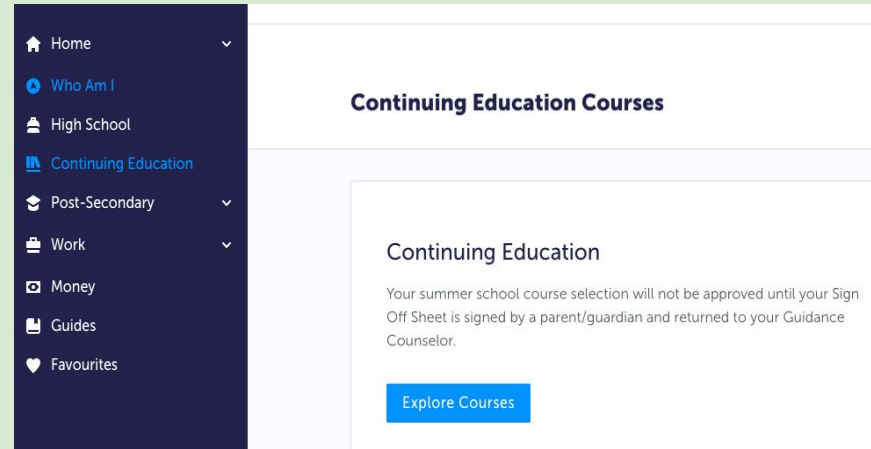 Home
Who Am I
High School
Continuing Education
Post-Secondary
Work
Money
Guides
Favourites
Continuing Education Courses
Continuing Education
Your summer school course selection will not be approved until your Sign
Off Sheet is signed by a parent/guardian and returned to your Guidance
Counselor.
Explore Courses